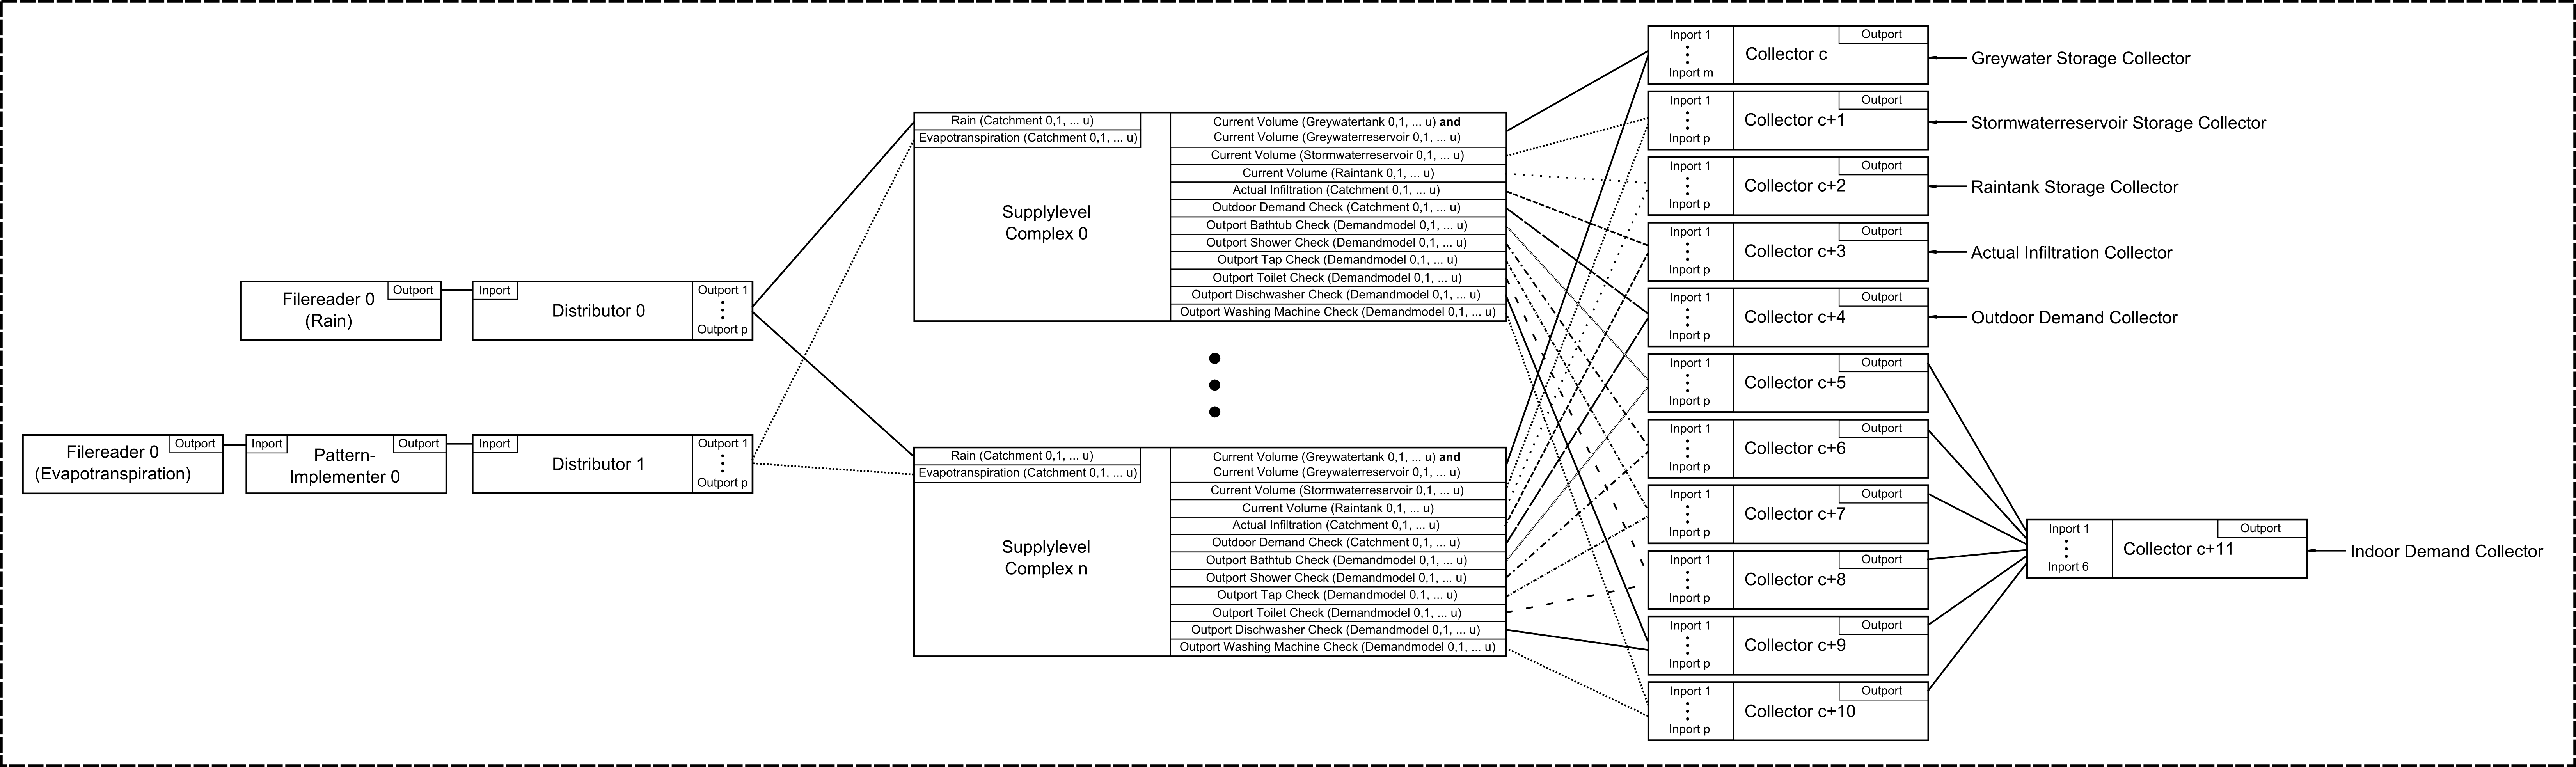 Filereader 0
(Rain)
Outport
Inport
Distributor 0
Outport 1
Outport p
Filereader 0
(Evapotranspiration)
Outport
Inport
Pattern-
Implementer 0
Outport
Inport
Distributor 1
Outport 1
Outport p
Rain (Catchment 0,1, ... u)
Evapotranspiration (Catchment 0,1, ... u)
Supplylevel
Complex 0
Current Volume (Greywatertank 0,1, ... u) and
Current Volume (Greywaterreservoir 0,1, ... u)
Current Volume (Stormwaterreservoir 0,1, ... u)
Current Volume (Raintank 0,1, ... u)
Actual Infiltration (Catchment 0,1, ... u)
Outdoor Demand Check (Catchment 0,1, ... u)
Outport Bathtub Check (Demandmodel 0,1, ... u)
Outport Shower Check (Demandmodel 0,1, ... u)
Outport Tap Check (Demandmodel 0,1, ... u)
Outport Toilet Check (Demandmodel 0,1, ... u)
Outport Dischwasher Check (Demandmodel 0,1, ... u)
Outport Washing Machine Check (Demandmodel 0,1, ... u)
Rain (Catchment 0,1, ... u)
Evapotranspiration (Catchment 0,1, ... u)
Supplylevel
Complex n
Current Volume (Greywatertank 0,1, ... u) and
Current Volume (Greywaterreservoir 0,1, ... u)
Current Volume (Stormwaterreservoir 0,1, ... u)
Current Volume (Raintank 0,1, ... u)
Actual Infiltration (Catchment 0,1, ... u)
Outdoor Demand Check (Catchment 0,1, ... u)
Outport Bathtub Check (Demandmodel 0,1, ... u)
Outport Shower Check (Demandmodel 0,1, ... u)
Outport Tap Check (Demandmodel 0,1, ... u)
Outport Toilet Check (Demandmodel 0,1, ... u)
Outport Dischwasher Check (Demandmodel 0,1, ... u)
Outport Washing Machine Check (Demandmodel 0,1, ... u)
Inport 1
Inport m
Collector c
Outport
Greywater Storage Collector
Inport 1
Inport p
Collector c+1
Outport
Stormwaterreservoir Storage Collector
Inport 1
Inport p
Collector c+2
Outport
Raintank Storage Collector
Inport 1
Inport p
Collector c+3
Outport
Actual Infiltration Collector
Inport 1
Inport p
Collector c+4
Outport
Outdoor Demand Collector
Inport 1
Inport p
Collector c+5
Outport
Inport 1
Inport p
Collector c+6
Outport
Inport 1
Inport p
Collector c+7
Outport
Inport 1
Inport p
Collector c+8
Outport
Inport 1
Inport p
Collector c+9
Outport
Inport 1
Inport p
Collector c+10
Outport
Inport 1
Inport 6
Collector c+11
Outport
Indoor Demand Collector